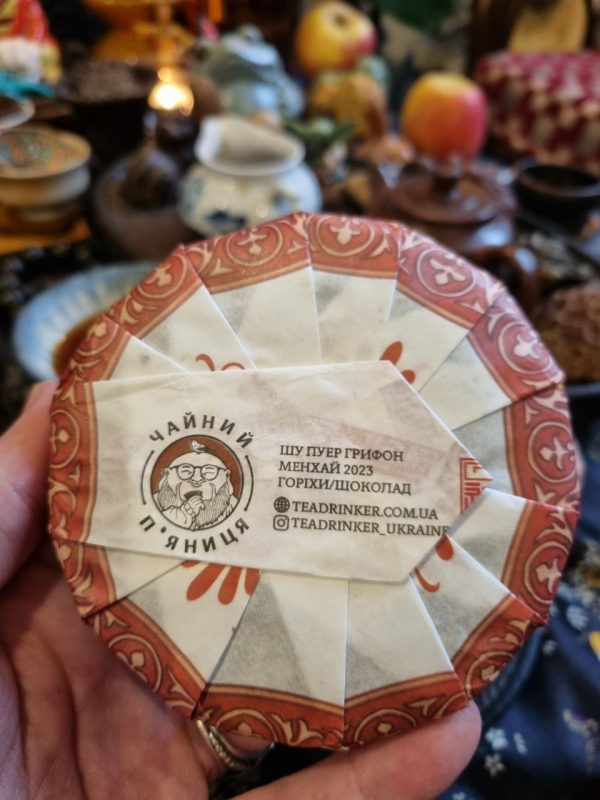 ЧАЙНИЙ
П'ЯНИЦЯ
ШУ ПУЕР ГРИФОН
МЕНХАЙ 2023
ГОРІХИ/ШОКОЛАД
TEADRINKER.COM.UA
TEADRINKER_UKRAINE